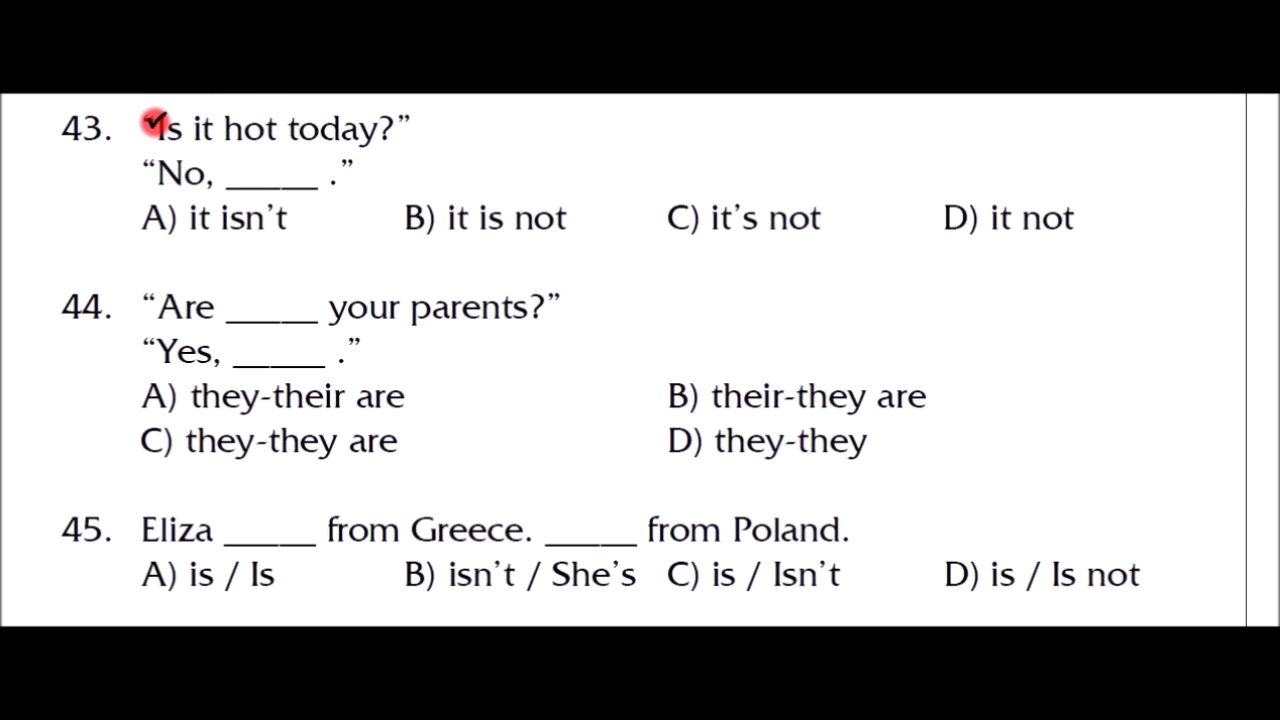 43. “Is it hot today?”
“No, _____ .”
A) it isn’t B) it is not C) it’s not D) it not
44. “Are _____ your parents?”
“Yes, _____ .”
A) they-their are B) their-they are
C) they-they are D) they-they
45. Eliza _____ from Greece. _____ from Poland.
A) is / Is B) isn’t / She’s C) is / Isn’t D) is / Is not